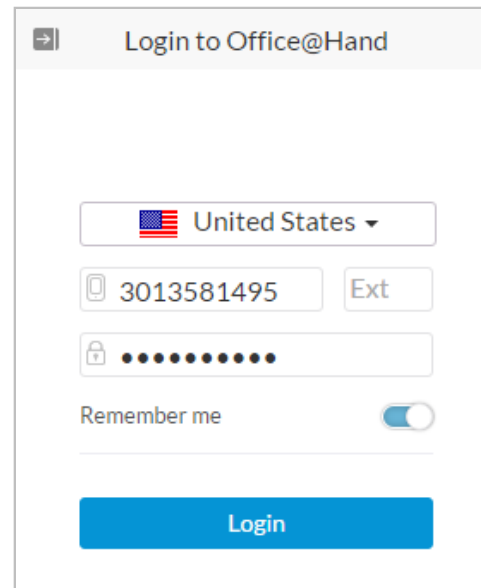 Login to Office@Hand
United States
3013581495 Ext
••••••••••
Remember me
Login